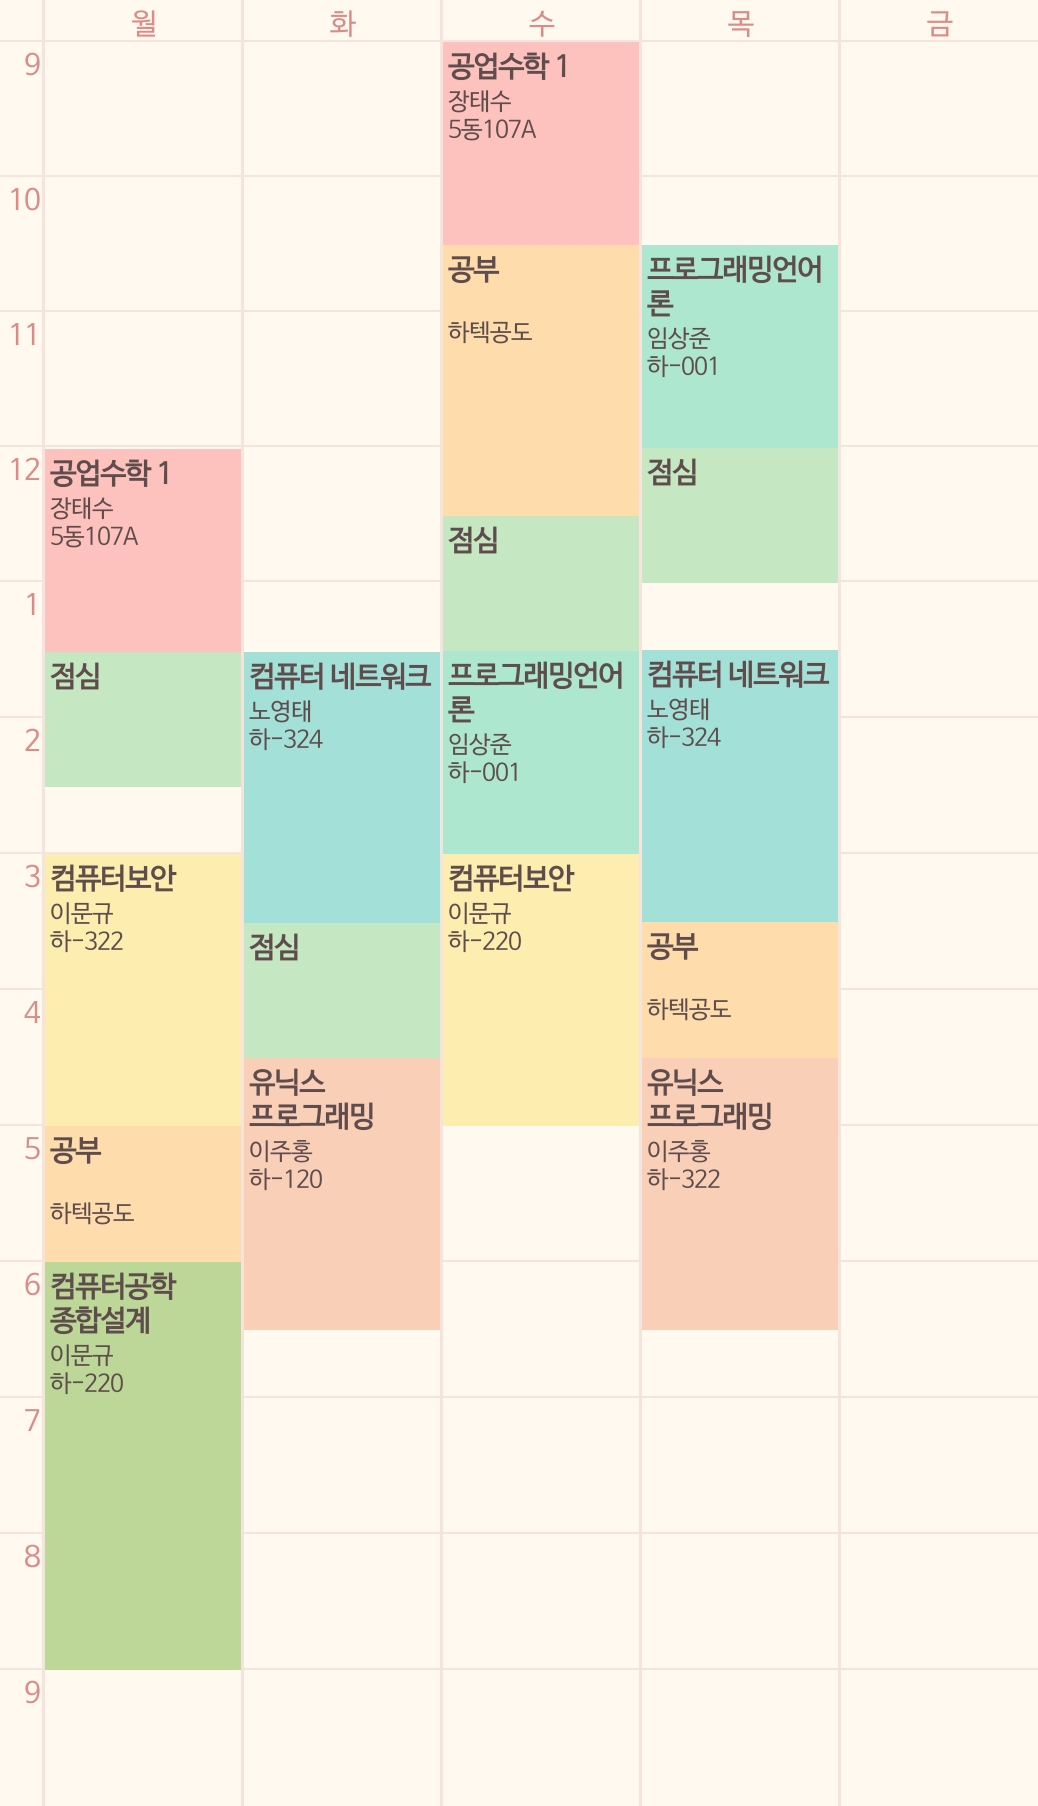 월 화 수 목 금
9
10
11
12
1
2
3
4
5
6
7
8
9
공업수학 1
장태수
5동107A
점심
컴퓨터보안
이문규
하-322
공부
하텍공도
컴퓨터공학
종합설계
이문규
하-220
컴퓨터 네트워크
노영태
하-324
점심
유닉스
프로그래밍
이주홍
하-120
공업수학 1
장태수
5동107A
공부
하텍공도
점심
프로그래밍언어
론
임상준
하-001
컴퓨터보안
이문규
하-220
프로그래밍언어
론
임상준
하-001
점심
컴퓨터 네트워크
노영태
하-324
공부
하텍공도
유닉스
프로그래밍
이주홍
하-322